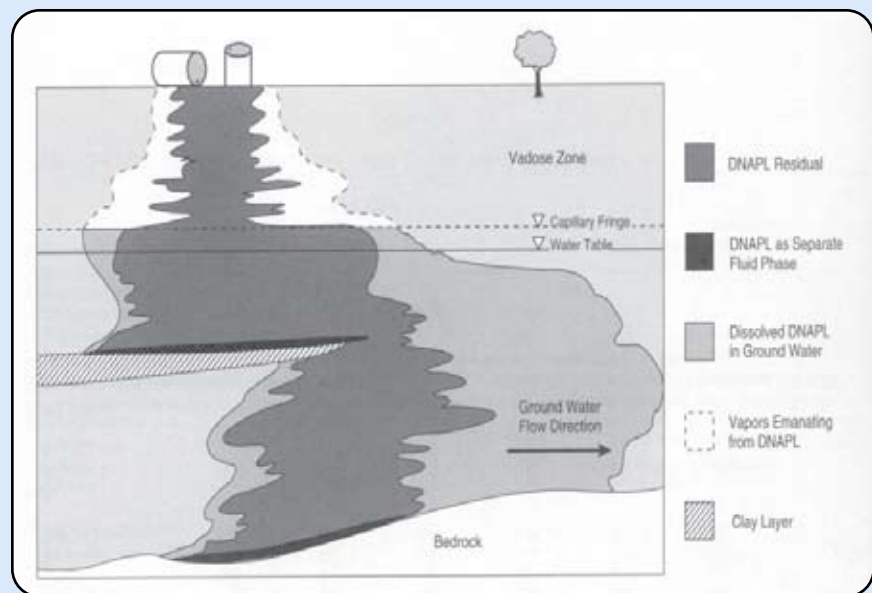 Vadose Zone
Capillary Fringe
Water Table
Ground Water
Flow Direction
Bedrock
DNAPL Residual
DNAPL as Separate
Fluid Phase
Dissolved DNAPL
in Ground Water
Vapors Emanating
from DNAPL
Clay Layer